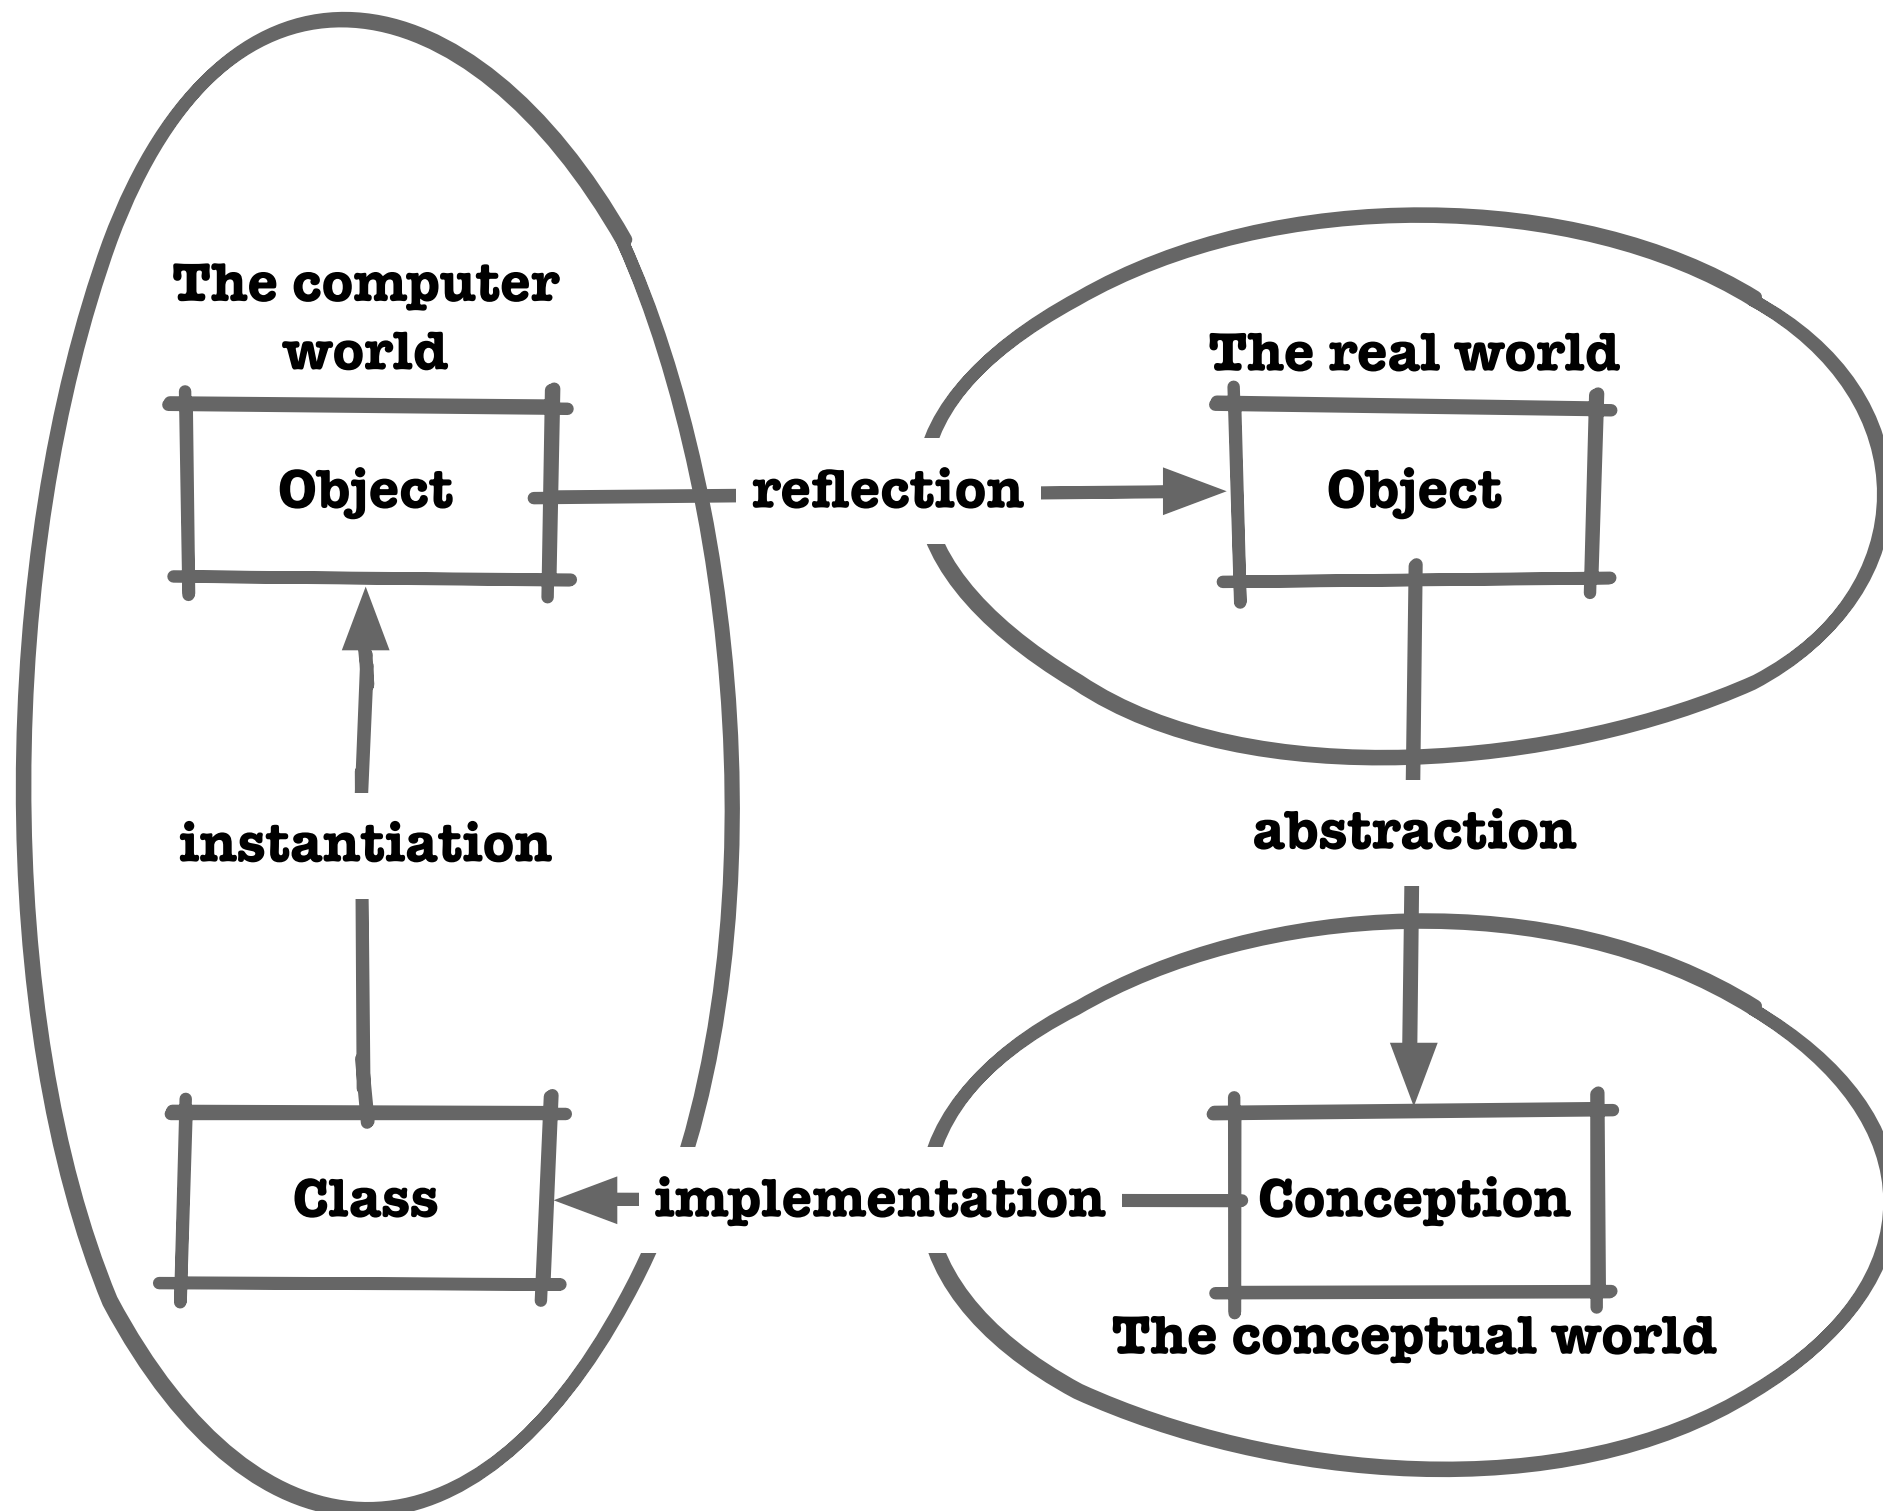 The computer
world
The real world
Object
reflection
Object
instantiation
abstraction
Class
implementation
Conception
The conceptual world